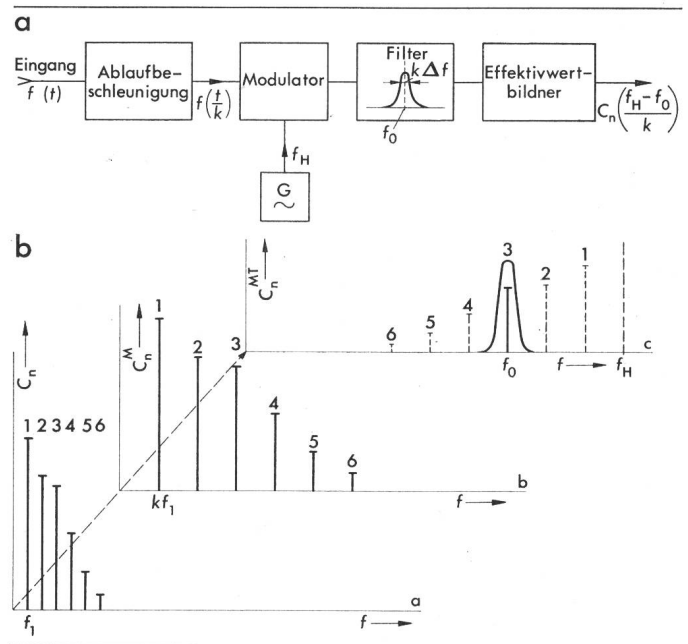 a
Eingang
f (t)
Ablaufbe-
schleunigung
f(t/k)
Modulator
f_H
G
~
Filter
k Δf
f_0
Effektivwert-
bildner
C_n((f_H–f_0)/k)
b
C_n^MT
6 5 4 3 2 1
f_0 f f_H
c
C_n^M
1 2 3 4 5 6
kf_1
f
b
C_n
1 2 3 4 5 6
f_1
f
a